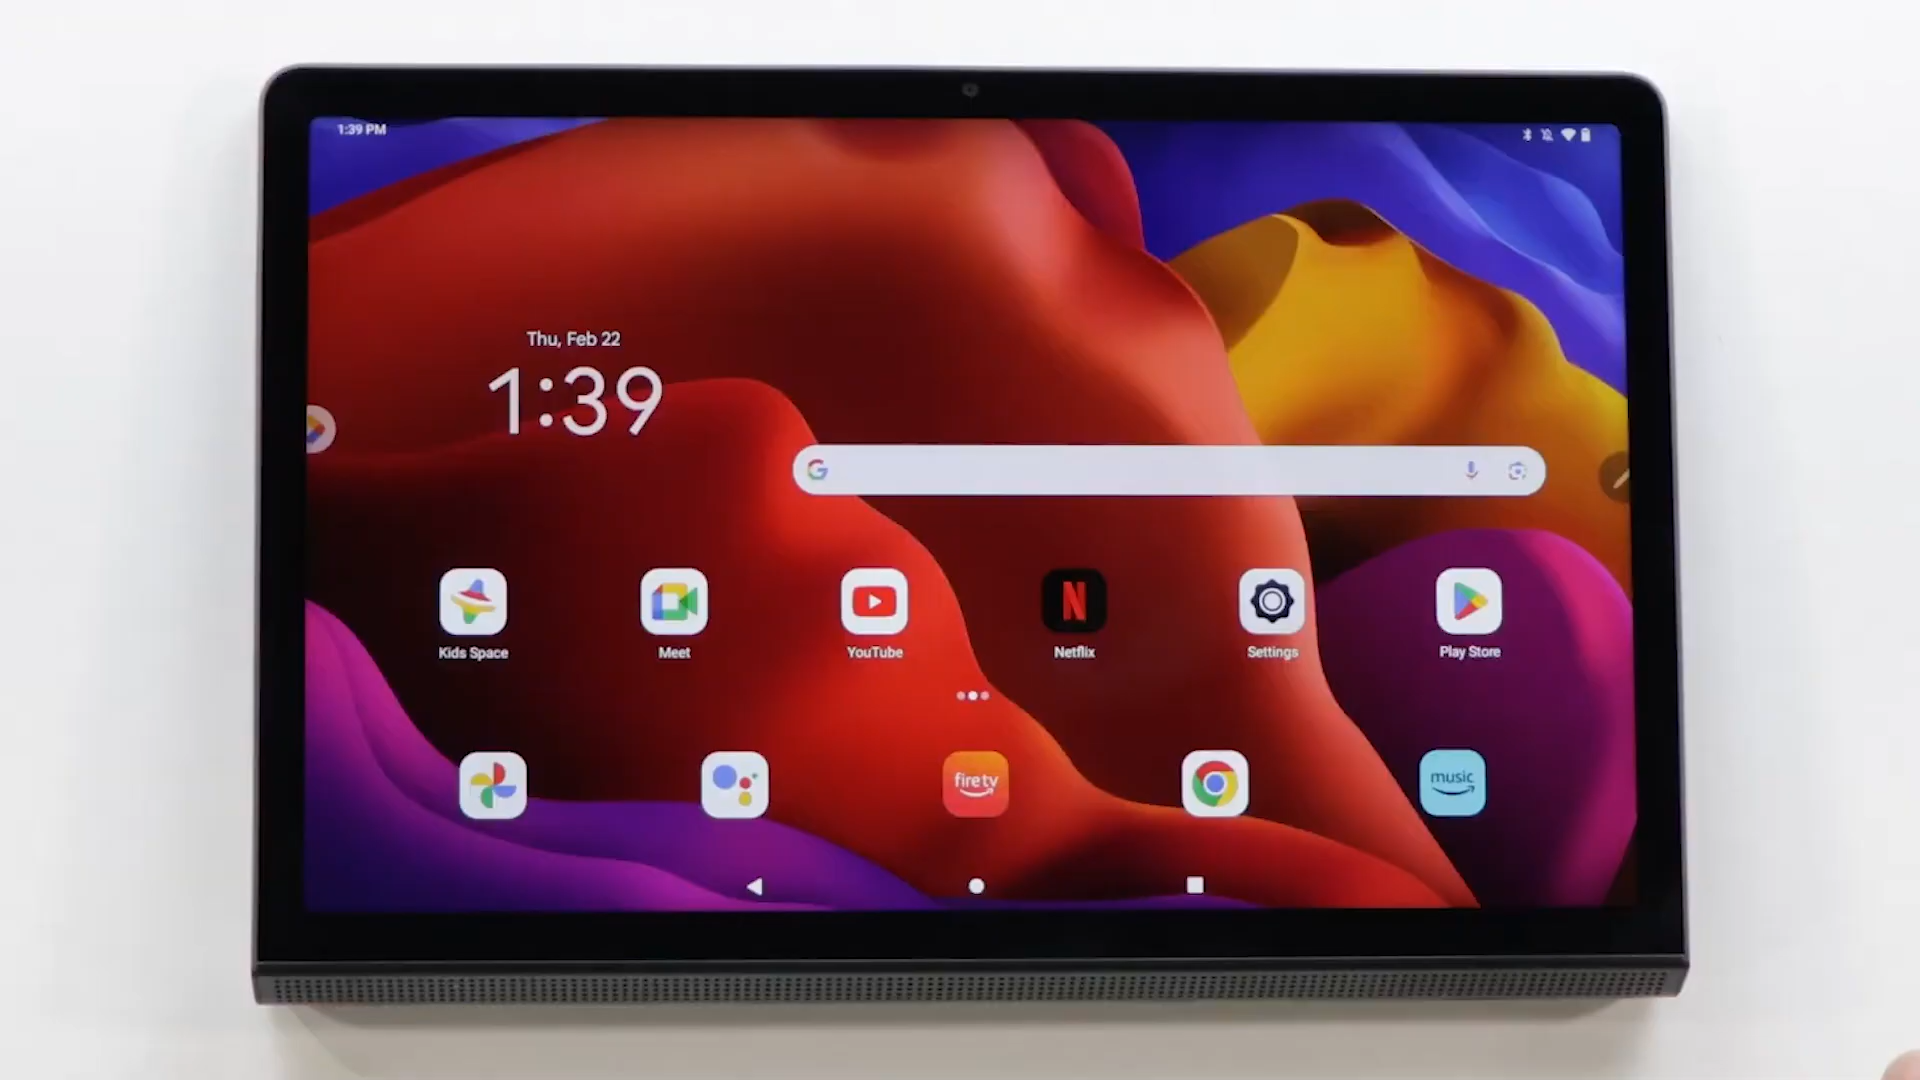 1:39 PM
Thu, Feb 22
1:39
G
Kids Space
Meet
YouTube
N
Netflix
Settings
Play Store
firetv
music